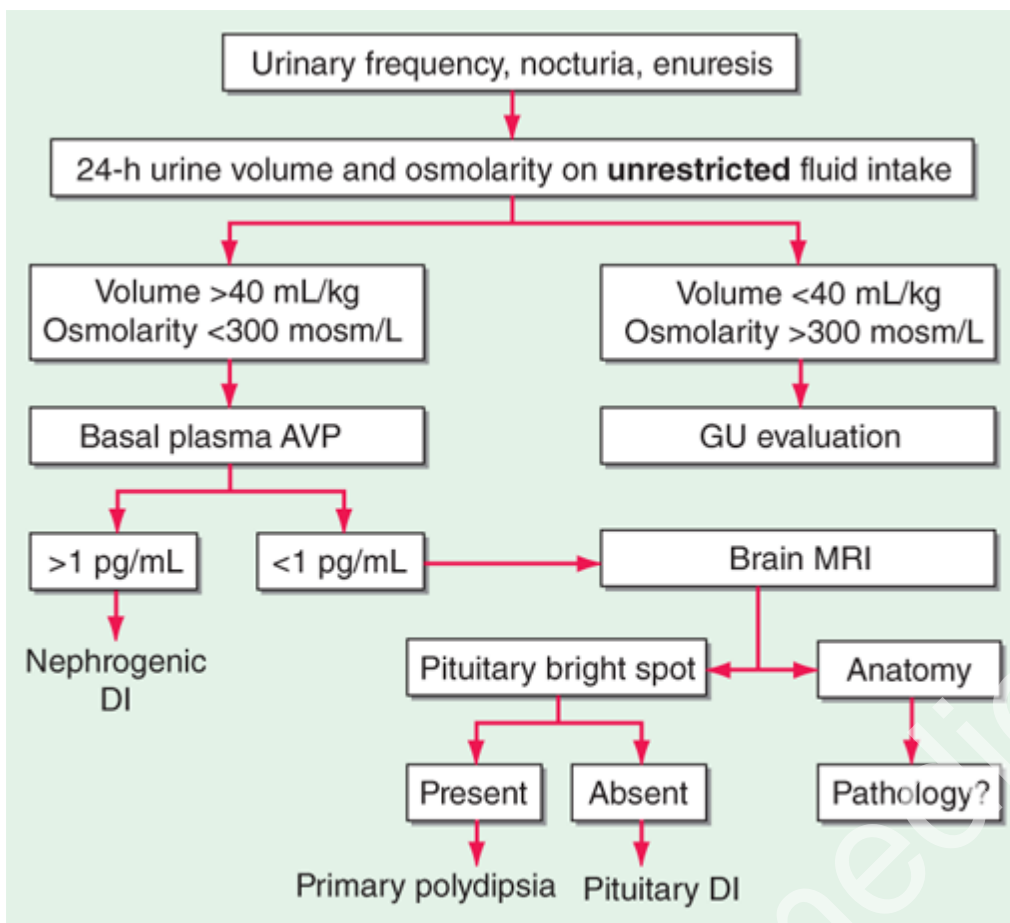 Urinary frequency, nocturia, enuresis
24-h urine volume and osmolarity on unrestricted fluid intake
Volume >40 mL/kg
Osmolarity <300 mosm/L
Volume <40 mL/kg
Osmolarity >300 mosm/L
Basal plasma AVP
GU evaluation
>1 pg/mL
<1 pg/mL
Brain MRI
Nephrogenic
DI
Pituitary bright spot
Anatomy
Present
Absent
Pathology?
Primary polydipsia
Pituitary DI